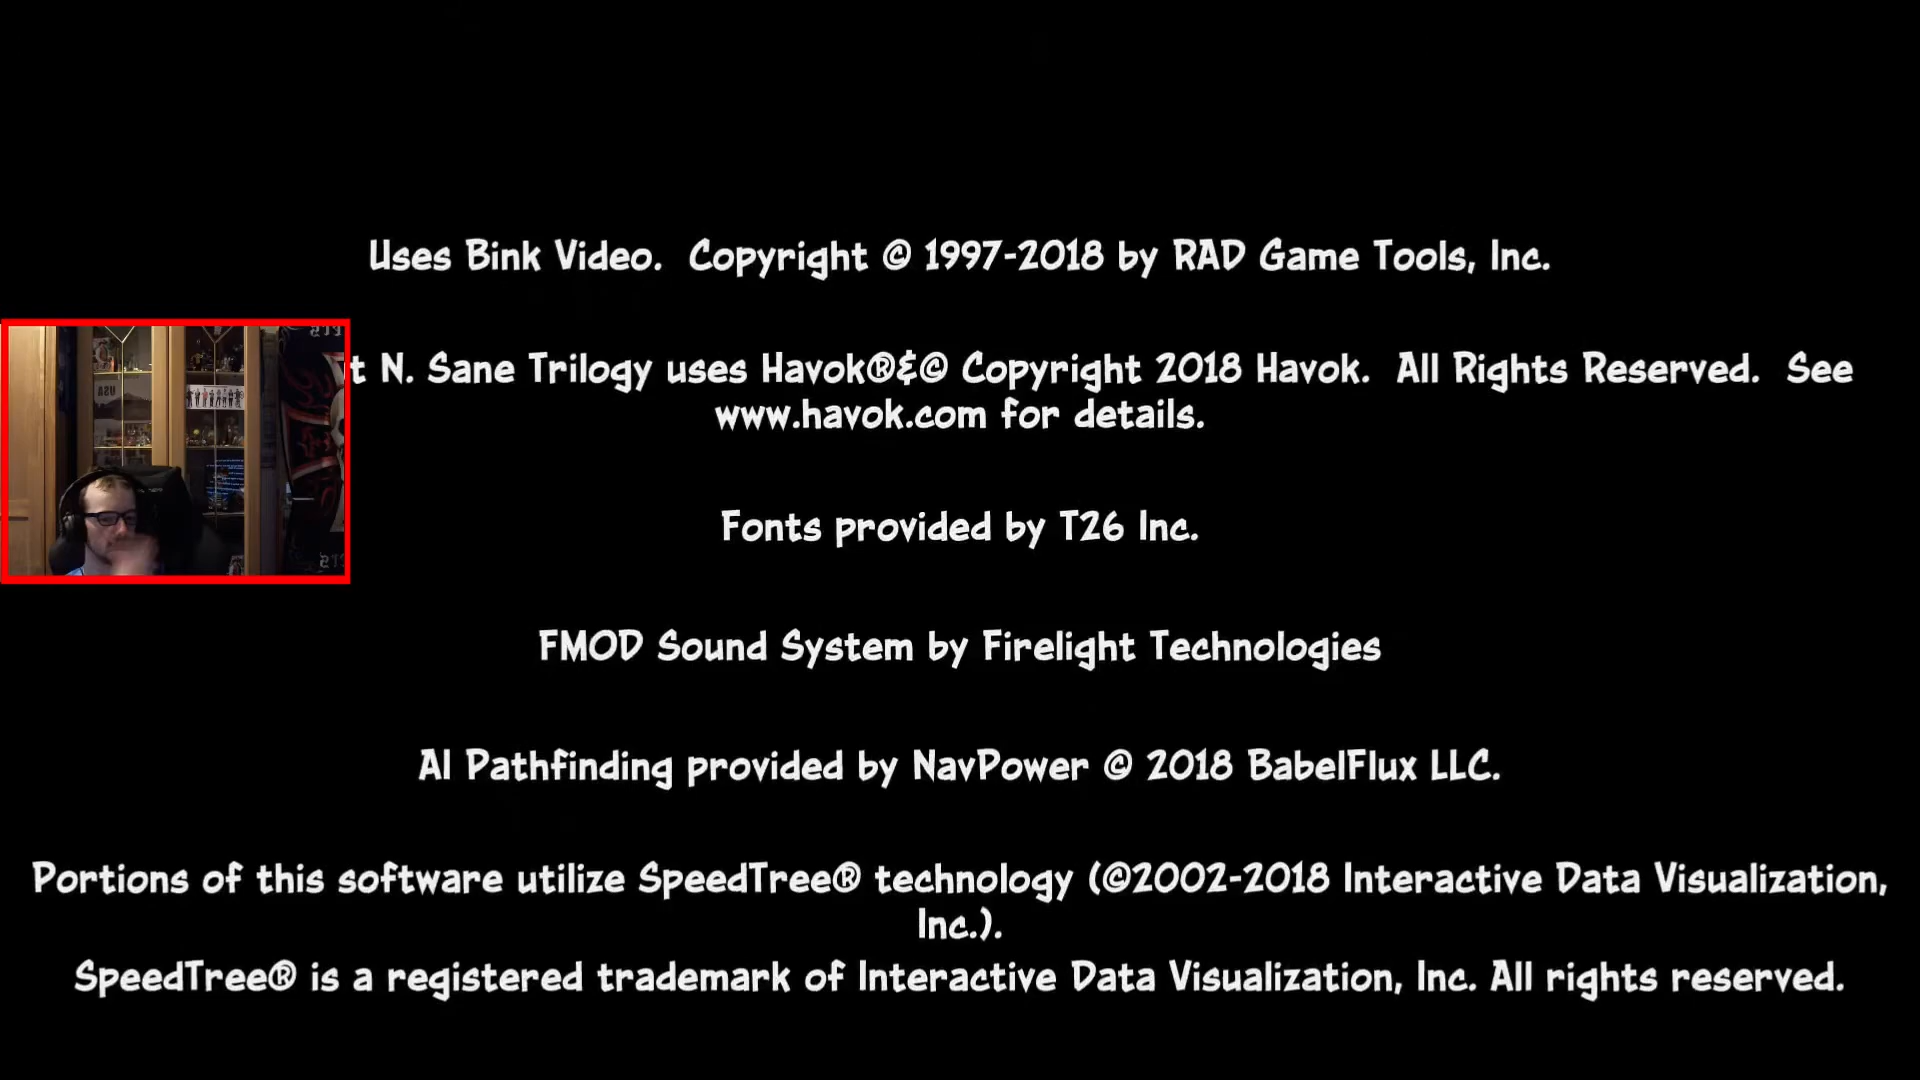 Uses Bink Video.  Copyright © 1997-2018 by RAD Game Tools, Inc.
t N. Sane Trilogy uses Havok®&© Copyright 2018 Havok.  All Rights Reserved.  See
www.havok.com for details.
USA
Fonts provided by T26 Inc.
FMOD Sound System by Firelight Technologies
AI Pathfinding provided by NavPower © 2018 BabelFlux LLC.
Portions of this software utilize SpeedTree® technology (©2002-2018 Interactive Data Visualization,
Inc.).
SpeedTree® is a registered trademark of Interactive Data Visualization, Inc. All rights reserved.